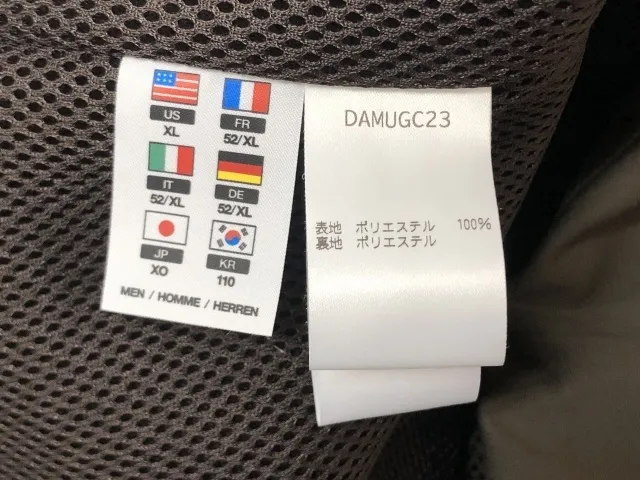 US
XL
FR
52/XL
IT
52/XL
DE
52/XL
JP
XO
KR
110
MEN / HOMME / HERREN
DAMUGC23
表地 ポリエステル 100%
裏地 ポリエステル